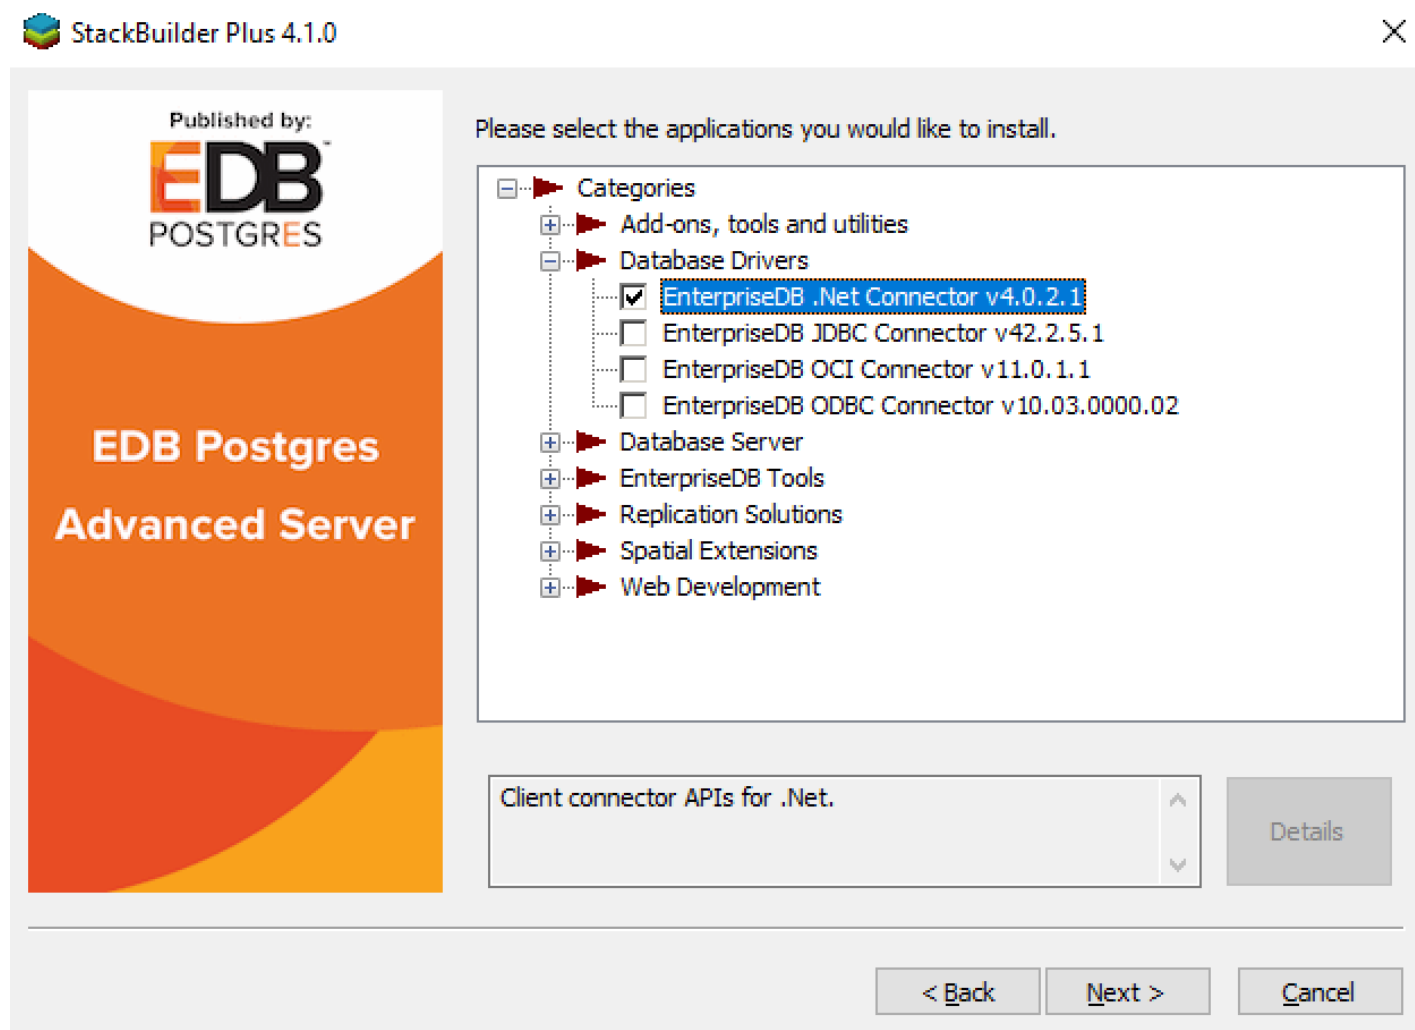 StackBuilder Plus 4.1.0
Published by:
EDB™
POSTGRES
EDB Postgres
Advanced Server
Please select the applications you would like to install.
Categories
Add-ons, tools and utilities
Database Drivers
EnterpriseDB .Net Connector v4.0.2.1
EnterpriseDB JDBC Connector v42.2.5.1
EnterpriseDB OCI Connector v11.0.1.1
EnterpriseDB ODBC Connector v10.03.0000.02
Database Server
EnterpriseDB Tools
Replication Solutions
Spatial Extensions
Web Development
Client connector APIs for .Net.
Details
< Back
Next >
Cancel